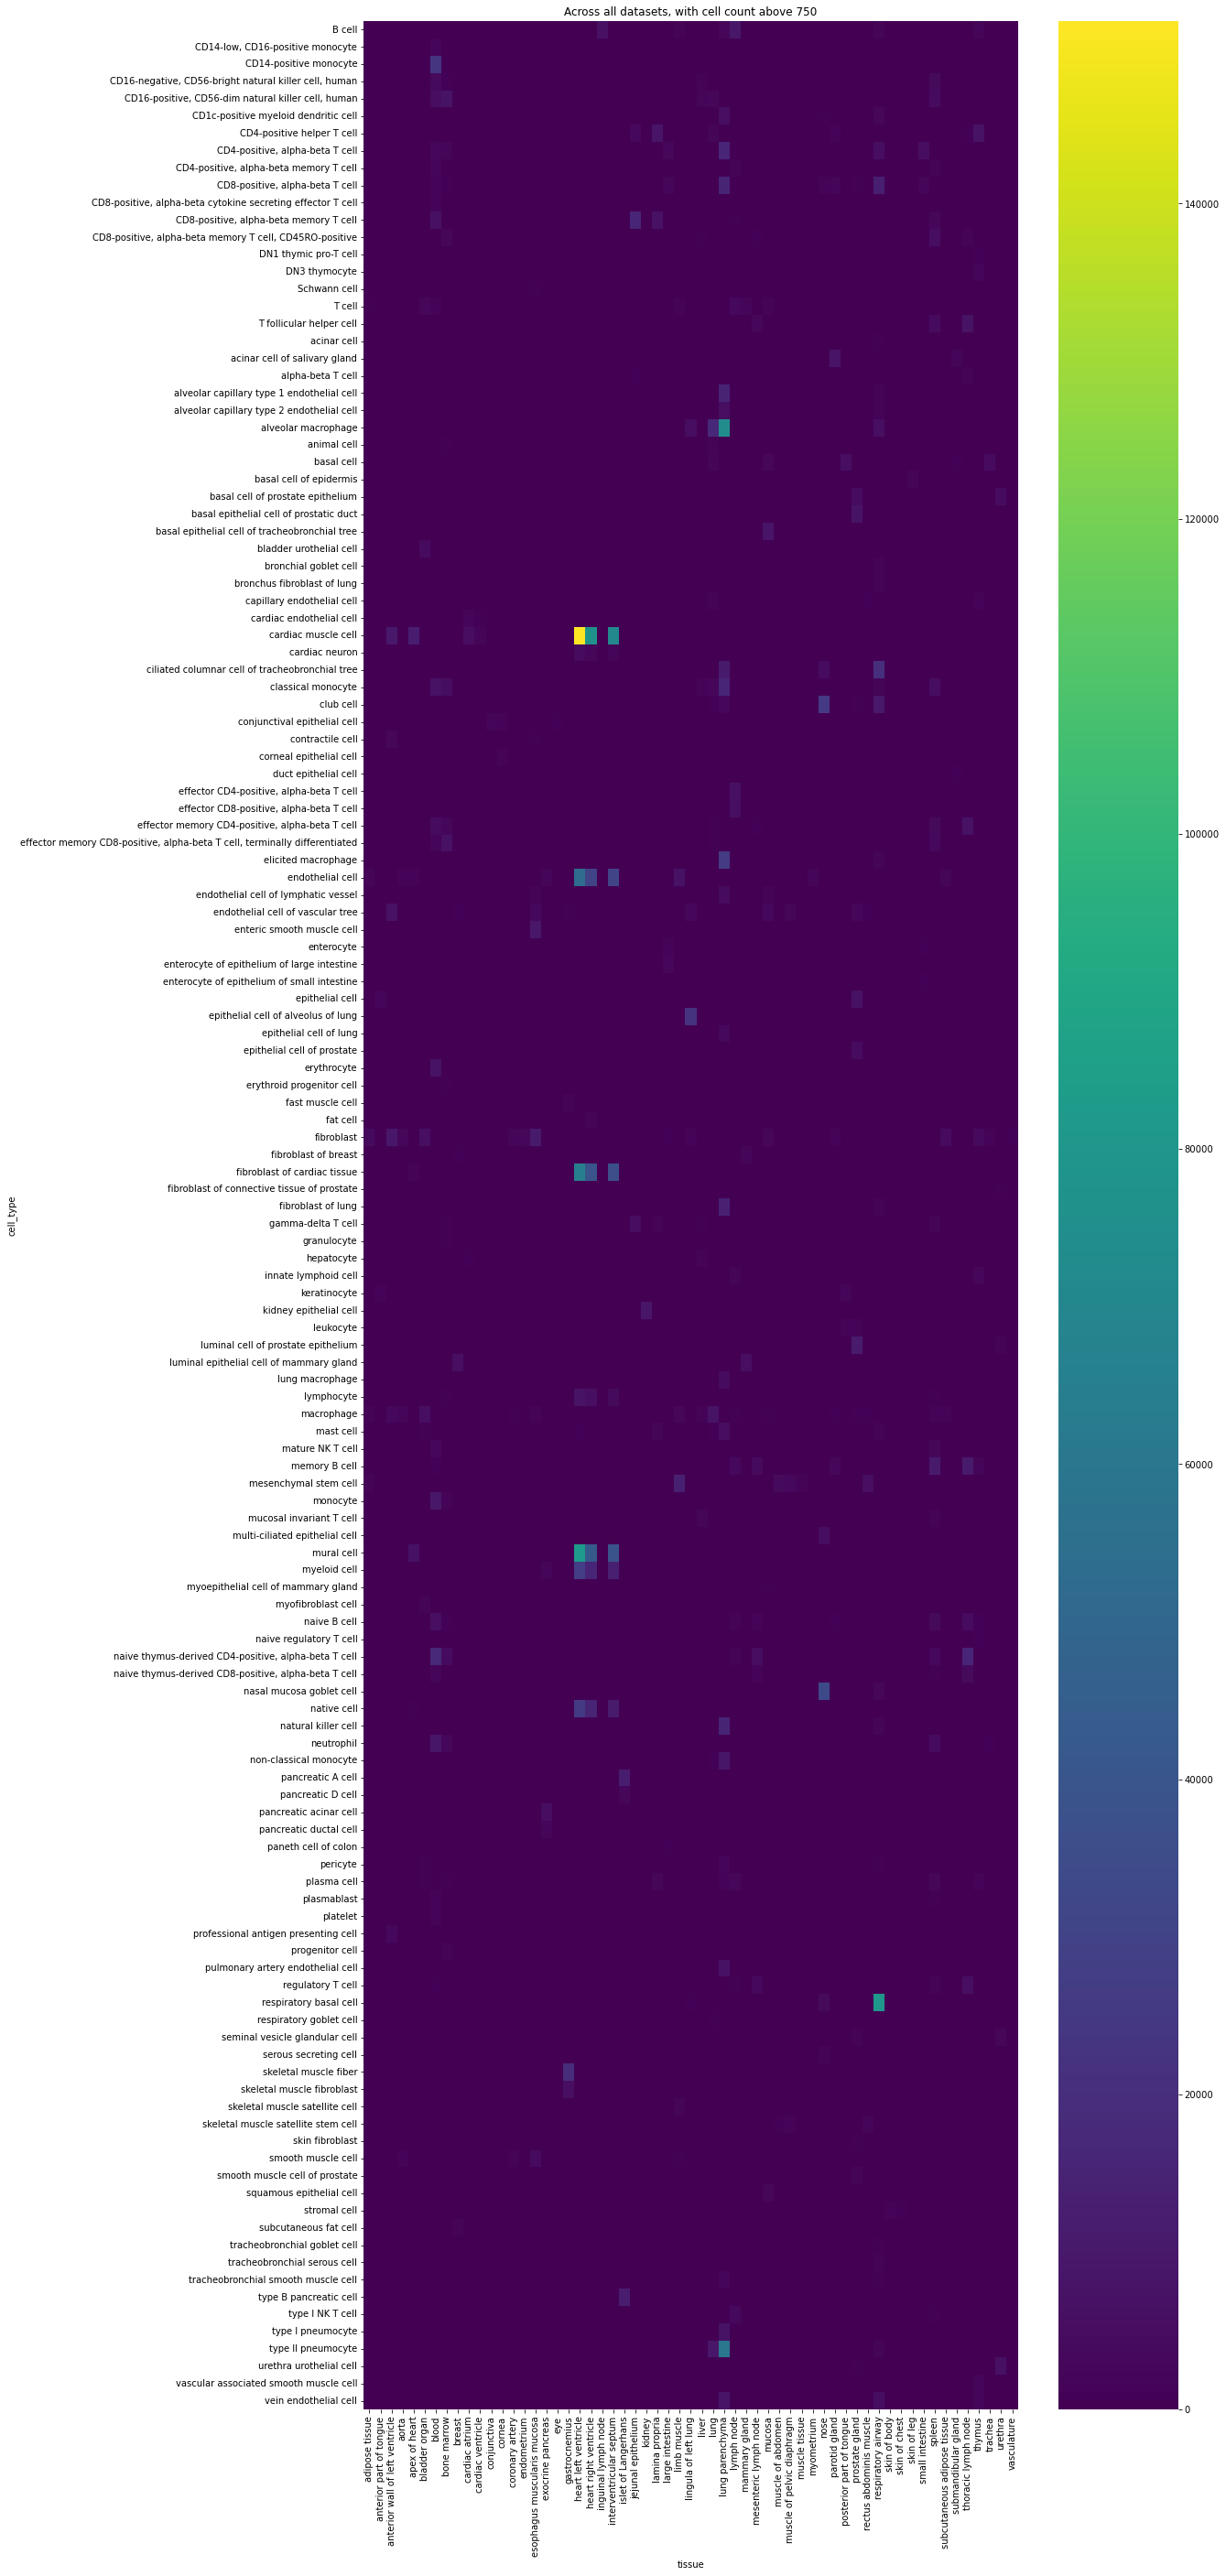 Across all datasets, with cell count above 750
B cell
CD14-low, CD16-positive monocyte
CD14-positive monocyte
CD16-negative, CD56-bright natural killer cell, human
CD16-positive, CD56-dim natural killer cell, human
CD1c-positive myeloid dendritic cell
CD4-positive helper T cell
CD4-positive, alpha-beta T cell
CD4-positive, alpha-beta memory T cell
CD8-positive, alpha-beta T cell
CD8-positive, alpha-beta cytokine secreting effector T cell
CD8-positive, alpha-beta memory T cell
CD8-positive, alpha-beta memory T cell, CD45RO-positive
DN1 thymic pro-T cell
DN3 thymocyte
Schwann cell
T cell
T follicular helper cell
acinar cell
acinar cell of salivary gland
alpha-beta T cell
alveolar capillary type 1 endothelial cell
alveolar capillary type 2 endothelial cell
alveolar macrophage
animal cell
basal cell
basal cell of epidermis
basal cell of prostate epithelium
basal epithelial cell of prostatic duct
basal epithelial cell of tracheobronchial tree
bladder urothelial cell
bronchial goblet cell
bronchus fibroblast of lung
capillary endothelial cell
cardiac endothelial cell
cardiac muscle cell
cardiac neuron
ciliated columnar cell of tracheobronchial tree
classical monocyte
club cell
conjunctival epithelial cell
contractile cell
corneal epithelial cell
duct epithelial cell
effector CD4-positive, alpha-beta T cell
effector CD8-positive, alpha-beta T cell
effector memory CD4-positive, alpha-beta T cell
effector memory CD8-positive, alpha-beta T cell, terminally differentiated
elicited macrophage
endothelial cell
endothelial cell of lymphatic vessel
endothelial cell of vascular tree
enteric smooth muscle cell
enterocyte
enterocyte of epithelium of large intestine
enterocyte of epithelium of small intestine
epithelial cell
epithelial cell of alveolus of lung
epithelial cell of lung
epithelial cell of prostate
erythrocyte
erythroid progenitor cell
fast muscle cell
fat cell
fibroblast
fibroblast of breast
fibroblast of cardiac tissue
fibroblast of connective tissue of prostate
fibroblast of lung
gamma-delta T cell
granulocyte
hepatocyte
innate lymphoid cell
keratinocyte
kidney epithelial cell
leukocyte
luminal cell of prostate epithelium
luminal epithelial cell of mammary gland
lung macrophage
lymphocyte
macrophage
mast cell
mature NK T cell
memory B cell
mesenchymal stem cell
monocyte
mucosal invariant T cell
multi-ciliated epithelial cell
mural cell
myeloid cell
myoepithelial cell of mammary gland
myofibroblast cell
naive B cell
naive regulatory T cell
naive thymus-derived CD4-positive, alpha-beta T cell
naive thymus-derived CD8-positive, alpha-beta T cell
nasal mucosa goblet cell
native cell
natural killer cell
neutrophil
non-classical monocyte
pancreatic A cell
pancreatic D cell
pancreatic acinar cell
pancreatic ductal cell
paneth cell of colon
pericyte
plasma cell
plasmablast
platelet
professional antigen presenting cell
progenitor cell
pulmonary artery endothelial cell
regulatory T cell
respiratory basal cell
respiratory goblet cell
seminal vesicle glandular cell
serous secreting cell
skeletal muscle fiber
skeletal muscle fibroblast
skeletal muscle satellite cell
skeletal muscle satellite stem cell
skin fibroblast
smooth muscle cell
smooth muscle cell of prostate
squamous epithelial cell
stromal cell
subcutaneous fat cell
tracheobronchial goblet cell
tracheobronchial serous cell
tracheobronchial smooth muscle cell
type B pancreatic cell
type I NK T cell
type I pneumocyte
type II pneumocyte
urethra urothelial cell
vascular associated smooth muscle cell
vein endothelial cell
cell_type
adipose tissue
anterior part of tongue
anterior wall of left ventricle
aorta
apex of heart
bladder organ
blood
bone marrow
breast
cardiac atrium
cardiac ventricle
conjunctiva
cornea
coronary artery
endometrium
esophagus muscularis mucosa
exocrine pancreas
eye
gastrocnemius
heart left ventricle
heart right ventricle
inguinal lymph node
interventricular septum
islet of Langerhans
jejunal epithelium
kidney
lamina propria
large intestine
limb muscle
lingula of left lung
liver
lung
lung parenchyma
lymph node
mammary gland
mesenteric lymph node
mucosa
muscle of abdomen
muscle of pelvic diaphragm
muscle tissue
myometrium
nose
parotid gland
posterior part of tongue
prostate gland
rectus abdominis muscle
respiratory airway
skin of body
skin of chest
skin of leg
small intestine
spleen
subcutaneous adipose tissue
submandibular gland
thoracic lymph node
thymus
trachea
urethra
vasculature
tissue
140000
120000
100000
80000
60000
40000
20000
0